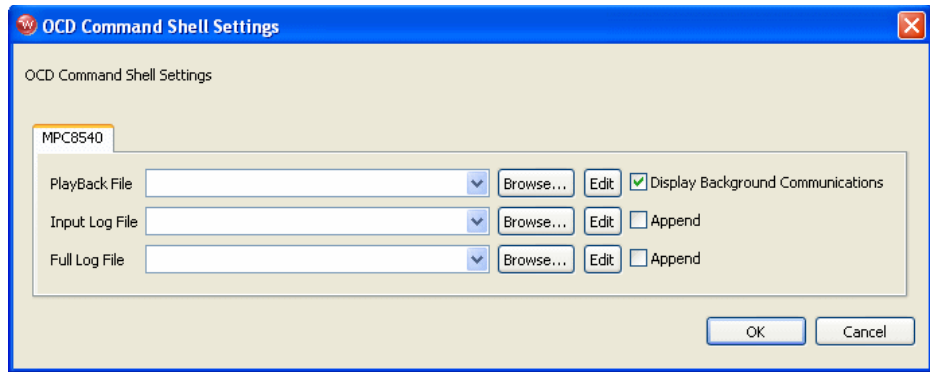 OCD Command Shell Settings
OCD Command Shell Settings
MPC8540
PlayBack File Browse... Edit Display Background Communications
Input Log File Browse... Edit Append
Full Log File Browse... Edit Append
OK Cancel